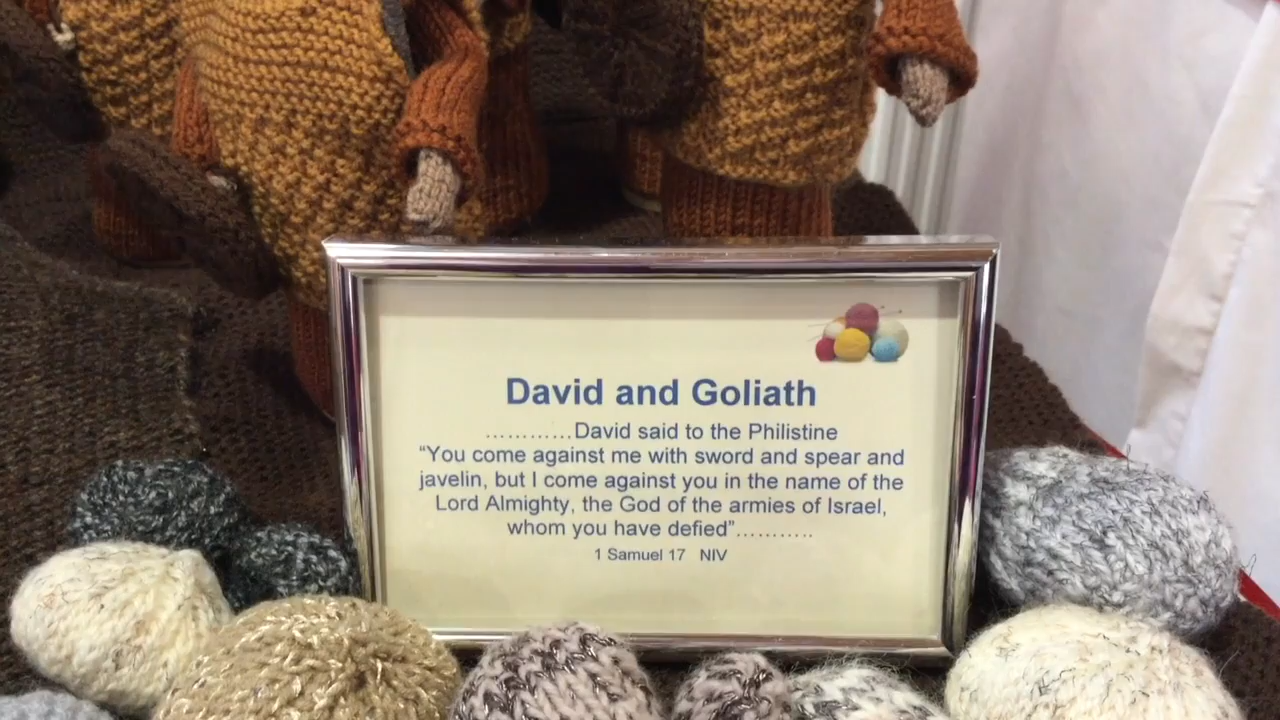 David and Goliath
…………David said to the Philistine
“You come against me with sword and spear and
javelin, but I come against you in the name of the
Lord Almighty, the God of the armies of Israel,
whom you have defied”………..
1 Samuel 17 NIV